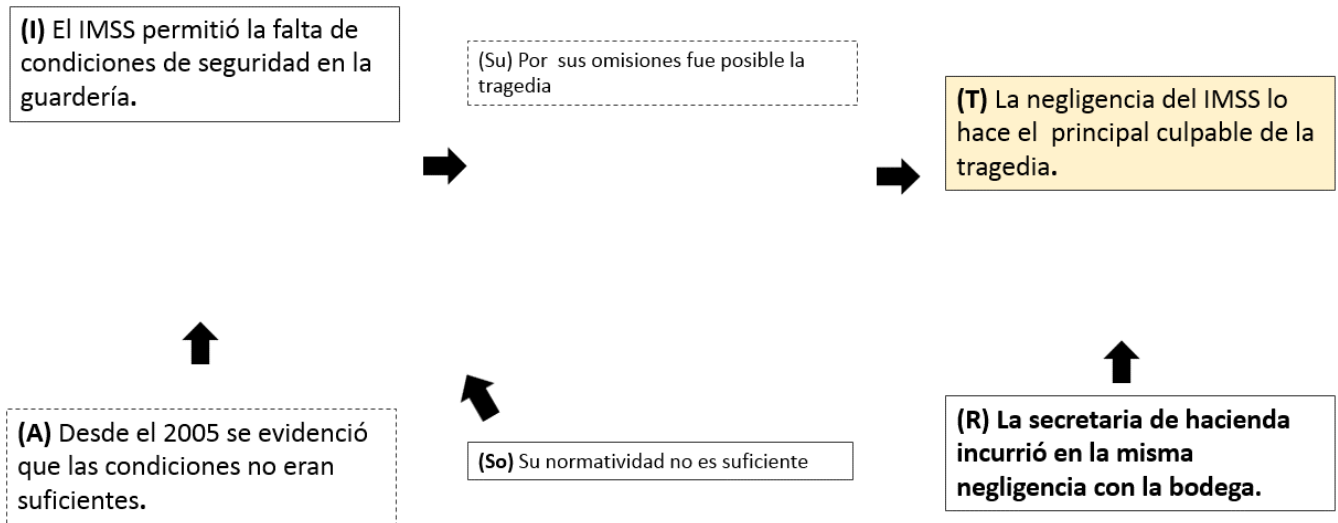 (I) El IMSS permitió la falta de
condiciones de seguridad en la
guardería.
(Su) Por sus omisiones fue posible la
tragedia
(T) La negligencia del IMSS lo
hace el principal culpable de la
tragedia.
(A) Desde el 2005 se evidenció
que las condiciones no eran
suficientes.
(So) Su normatividad no es suficiente
(R) La secretaria de hacienda
incurrió en la misma
negligencia con la bodega.